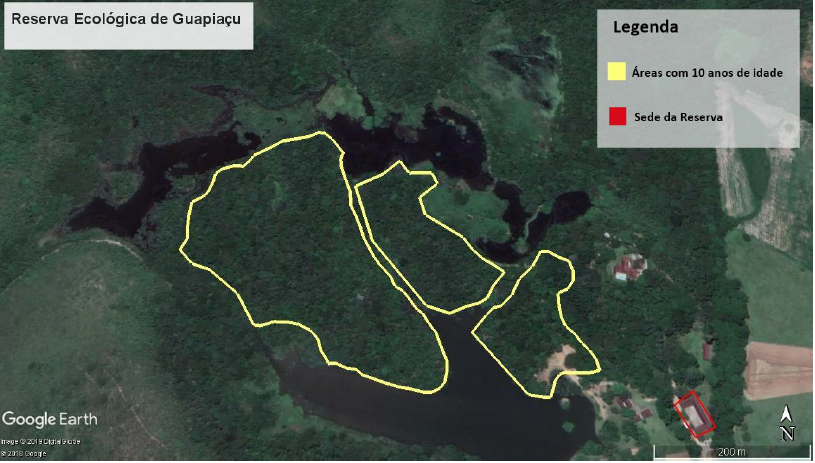 Reserva Ecológica de Guapiaçu
Legenda
Áreas com 10 anos de idade
Sede da Reserva
Google Earth
Image © 2019 DigitalGlobe
© 2018 Google
N
200 m